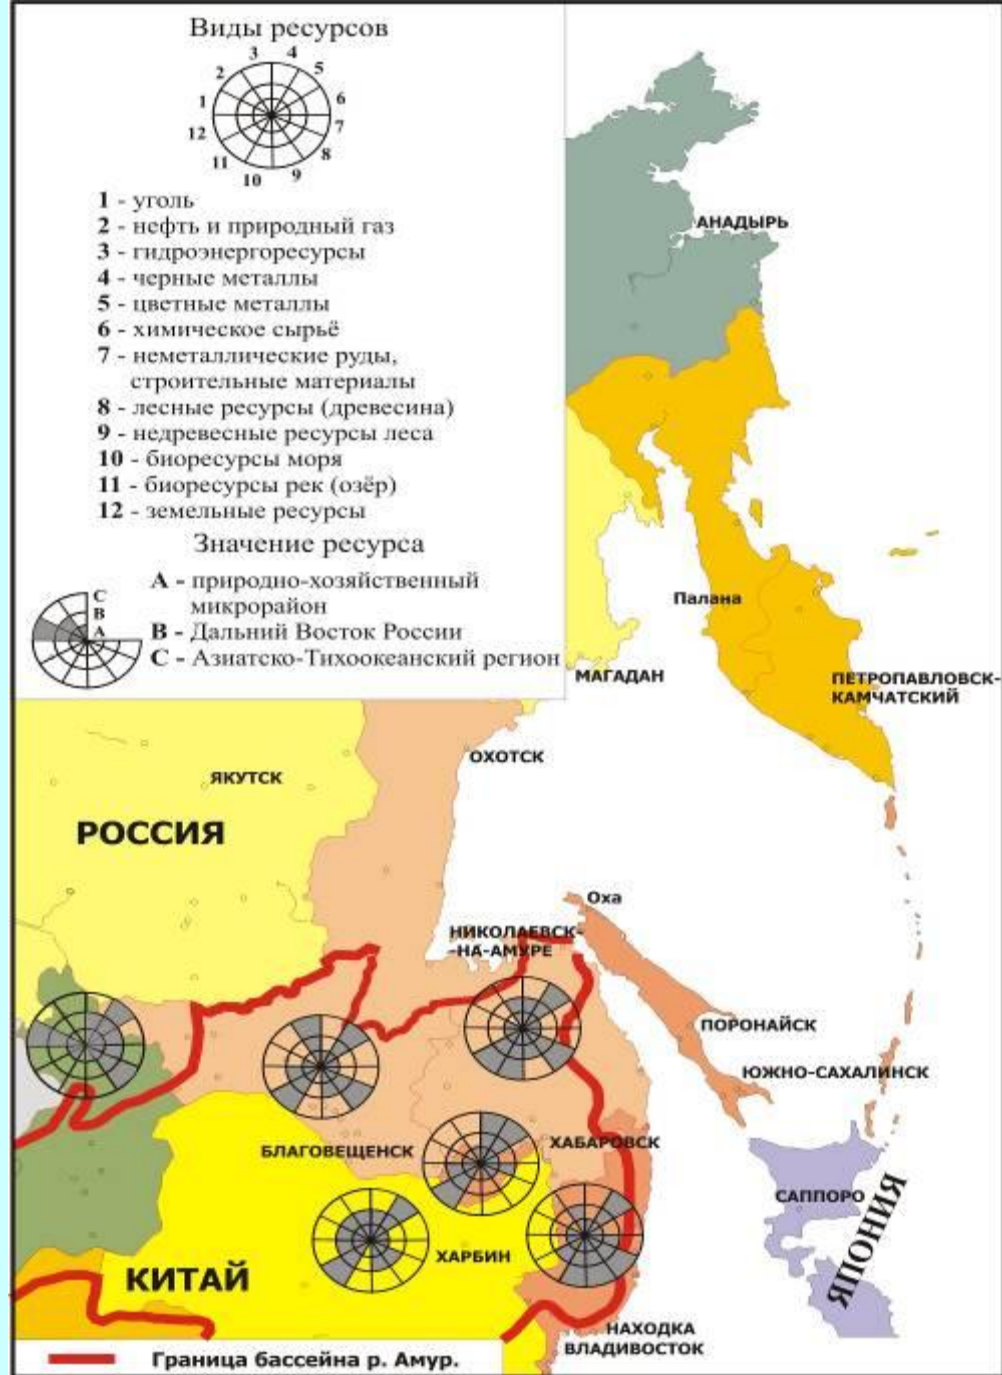 Виды ресурсов
3 4
2 5
1 6
12 7
11 8
10 9
1 - уголь
2 - нефть и природный газ
3 - гидроэнергоресурсы
4 - черные металлы
5 - цветные металлы
6 - химическое сырьё
7 - неметаллические руды,
строительные материалы
8 - лесные ресурсы (древесина)
9 - недревесные ресурсы леса
10 - биоресурсы моря
11 - биоресурсы рек (озёр)
12 - земельные ресурсы
Значение ресурса
С
В
А
А - природно-хозяйственный
микрорайон
В - Дальний Восток России
С - Азиатско-Тихоокеанский регион
АНАДЫРЬ
Палана
МАГАДАН
ПЕТРОПАВЛОВСК-
КАМЧАТСКИЙ
ОХОТСК
ЯКУТСК
РОССИЯ
Оха
НИКОЛАЕВСК-
-НА-АМУРЕ
ПОРОНАЙСК
ЮЖНО-САХАЛИНСК
БЛАГОВЕЩЕНСК
ХАБАРОВСК
САППОРО
ЯПОНИЯ
ХАРБИН
КИТАЙ
НАХОДКА
ВЛАДИВОСТОК
Граница бассейна р. Амур.